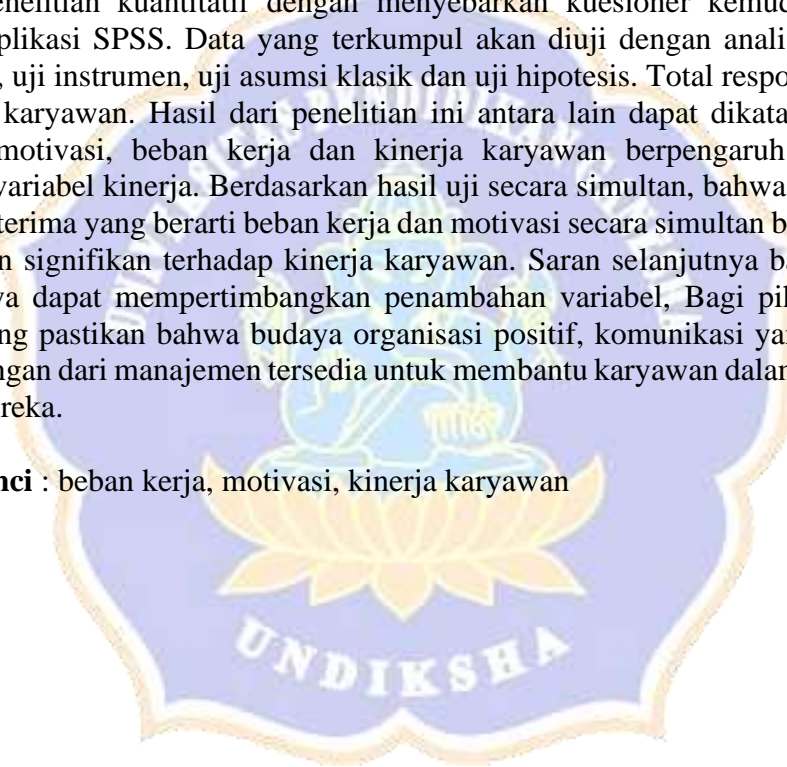 enelitian kuantitatif dengan menyebarkan kuesioner kemud
plikasi SPSS. Data yang terkumpul akan diuji dengan anali
, uji instrumen, uji asumsi klasik dan uji hipotesis. Total respo
karyawan. Hasil dari penelitian ini antara lain dapat dikata
motivasi, beban kerja dan kinerja karyawan berpengaruh
variabel kinerja. Berdasarkan hasil uji secara simultan, bahwa
terima yang berarti beban kerja dan motivasi secara simultan b
n signifikan terhadap kinerja karyawan. Saran selanjutnya ba
ya dapat mempertimbangkan penambahan variabel, Bagi pil
ng pastikan bahwa budaya organisasi positif, komunikasi yan
ngan dari manajemen tersedia untuk membantu karyawan dalam
reka.
nci : beban kerja, motivasi, kinerja karyawan
UNDIKSHA